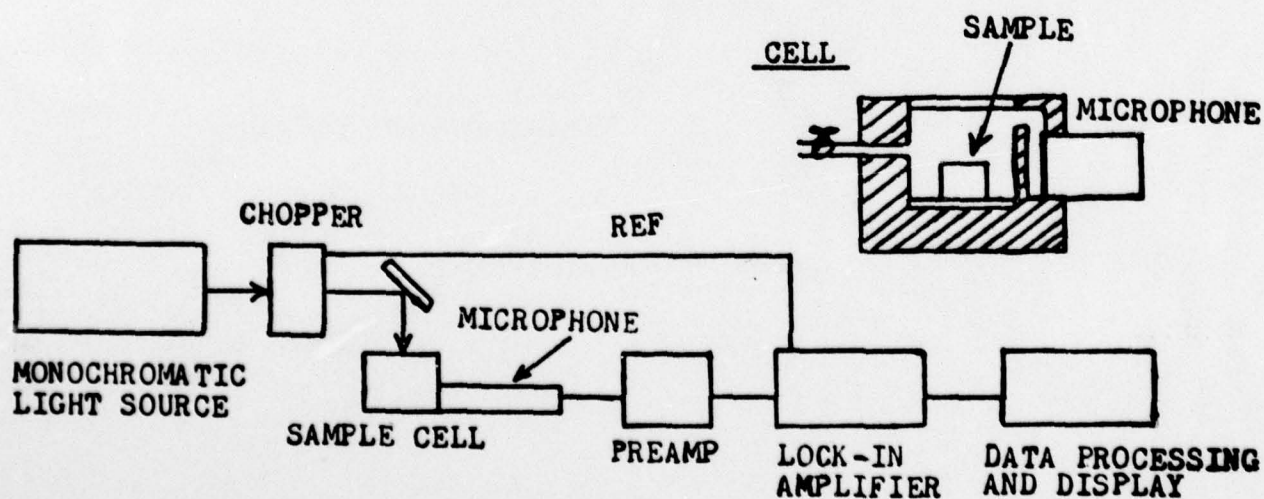 SAMPLE
CELL
MICROPHONE
CHOPPER
REF
MICROPHONE
MONOCHROMATIC
LIGHT SOURCE
SAMPLE CELL
PREAMP
LOCK-IN
AMPLIFIER
DATA PROCESSING
AND DISPLAY